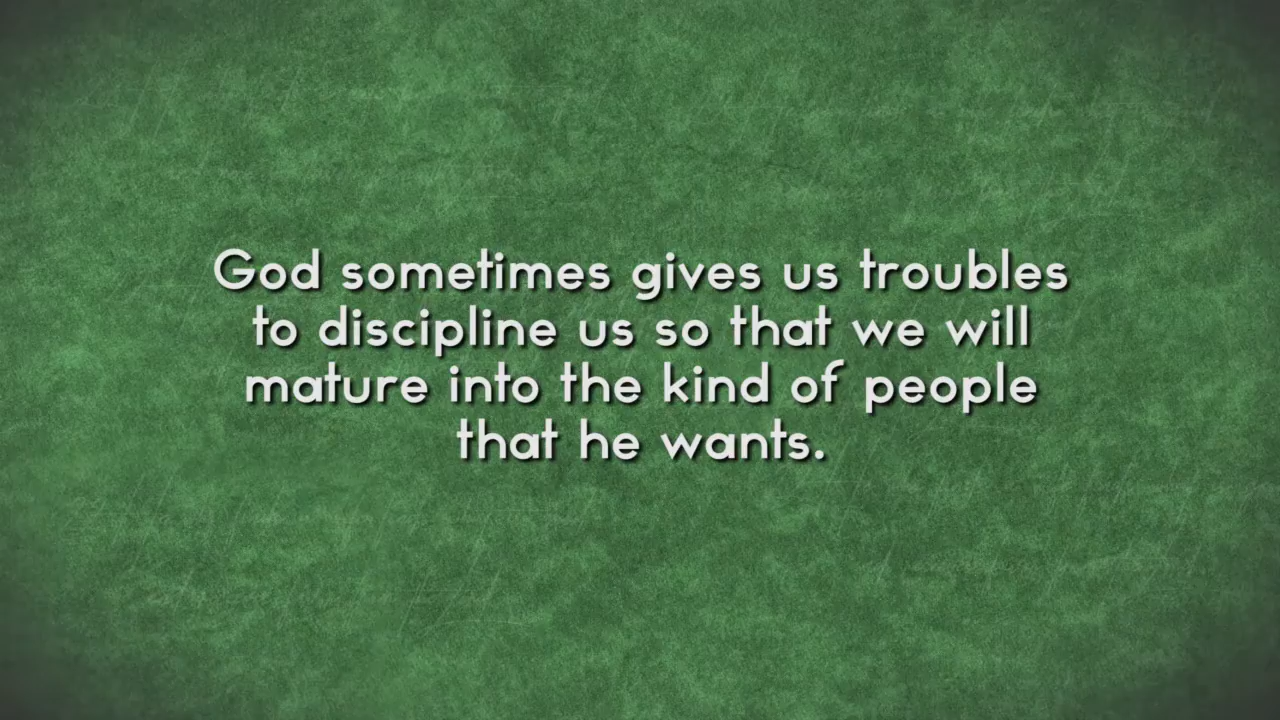 God sometimes gives us troubles
to discipline us so that we will
mature into the kind of people
that he wants.